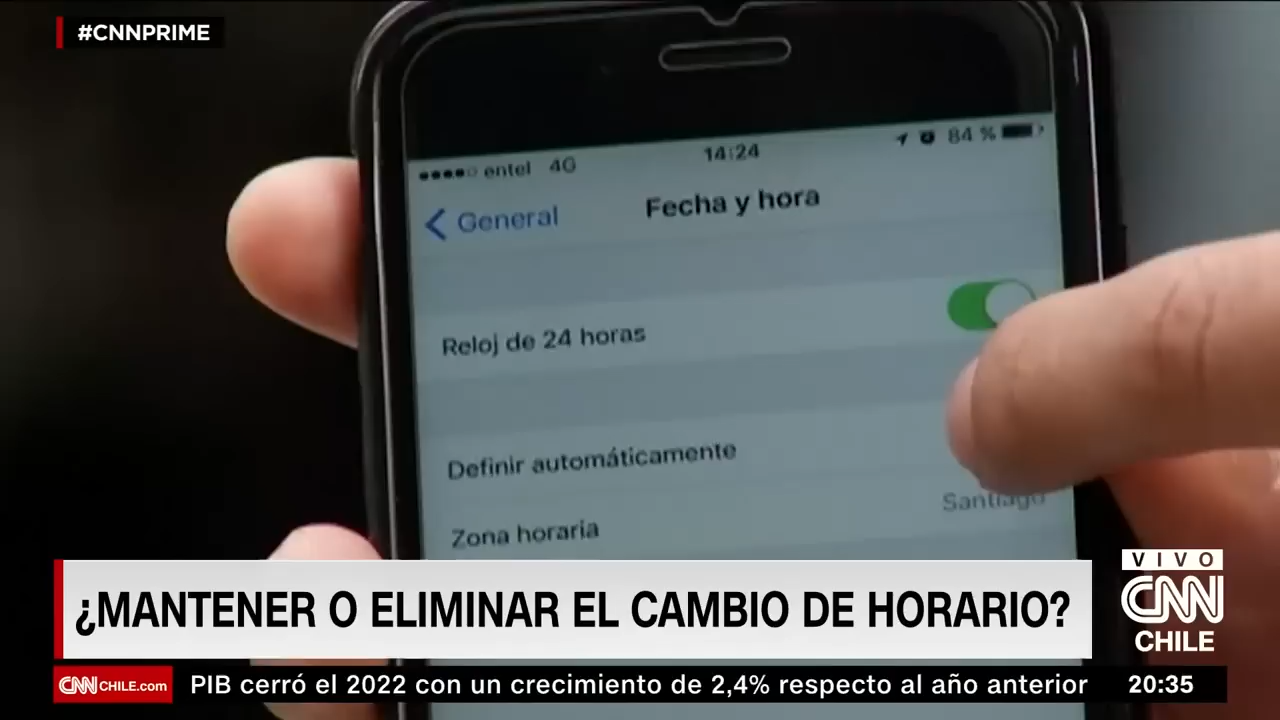 #CNNPRIME
entel 4G 14:24 84 %
General Fecha y hora
Reloj de 24 horas
Definir automáticamente
Zona horaria Santiago
¿MANTENER O ELIMINAR EL CAMBIO DE HORARIO?
VIVO
CNN
CHILE
CNNCHILE.com PIB cerró el 2022 con un crecimiento de 2,4% respecto al año anterior 20:35